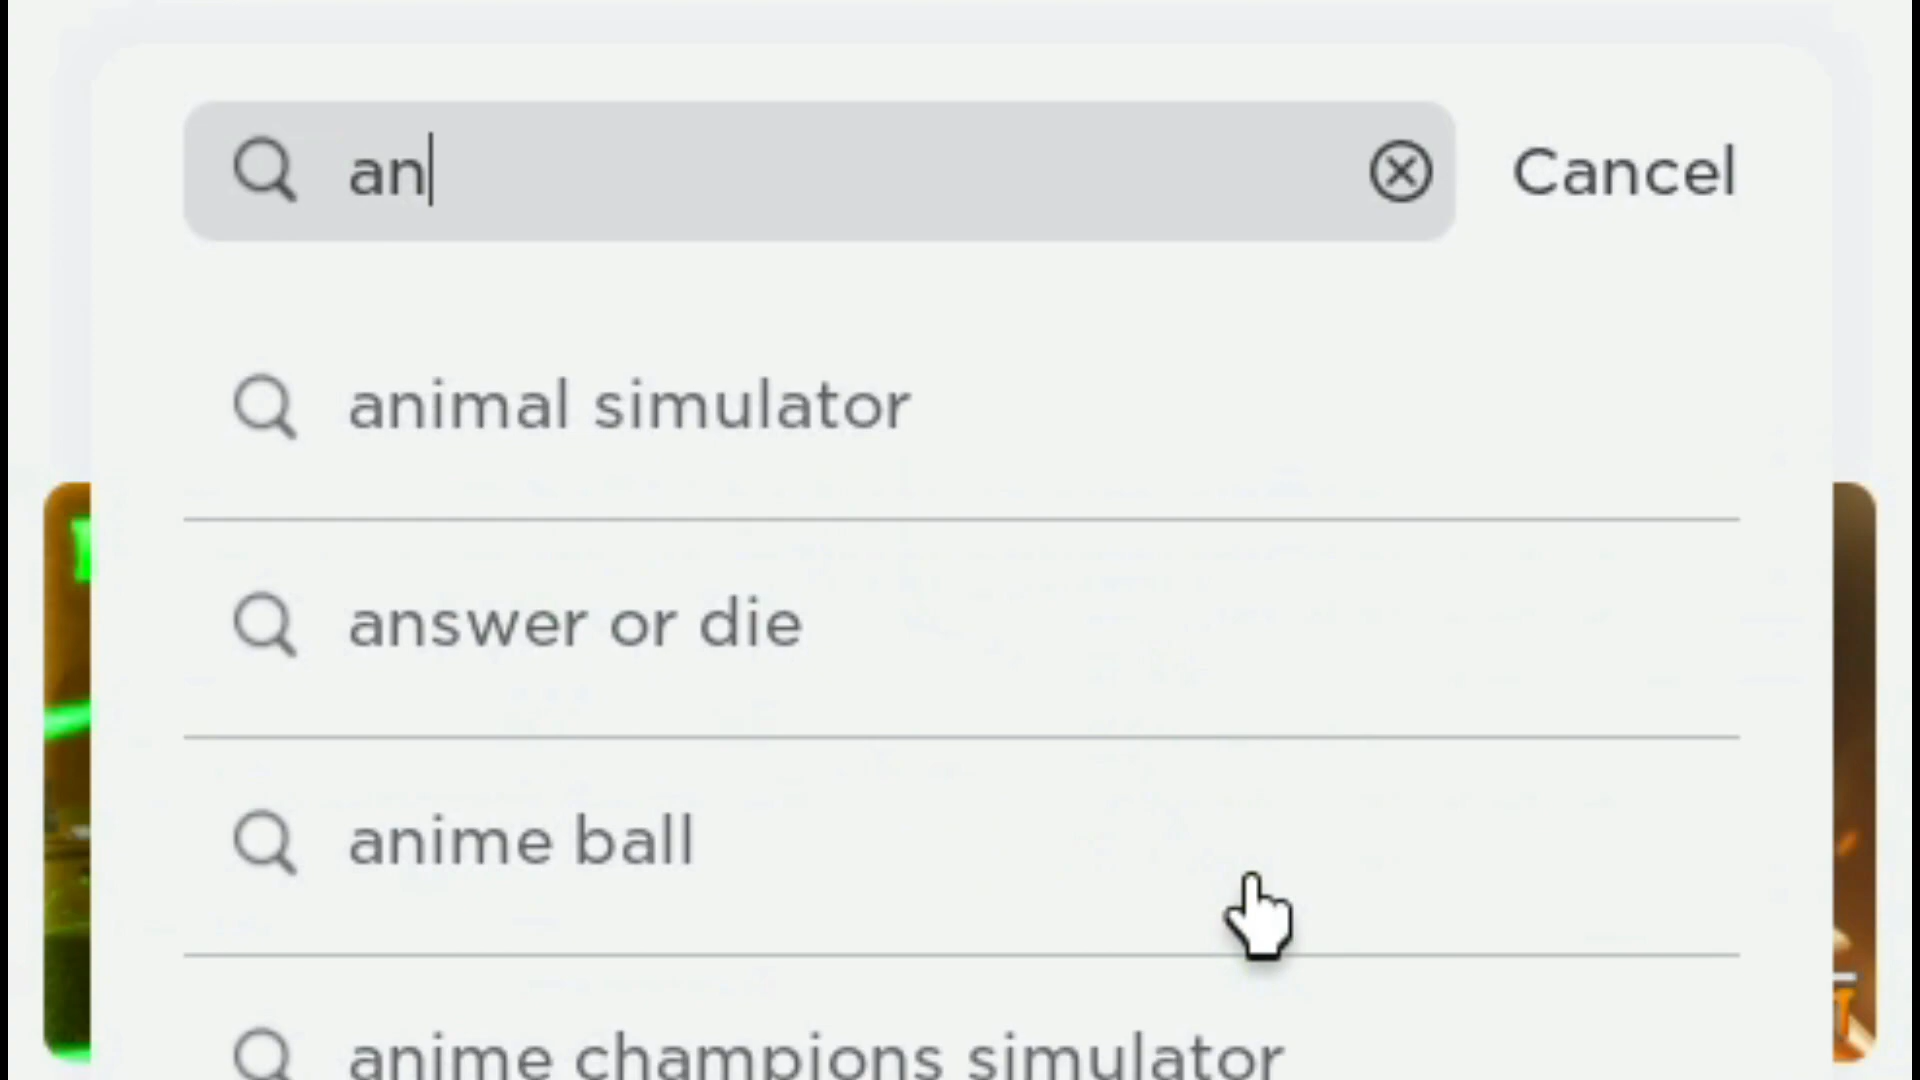 an
Cancel
animal simulator
answer or die
anime ball
anime champions simulator